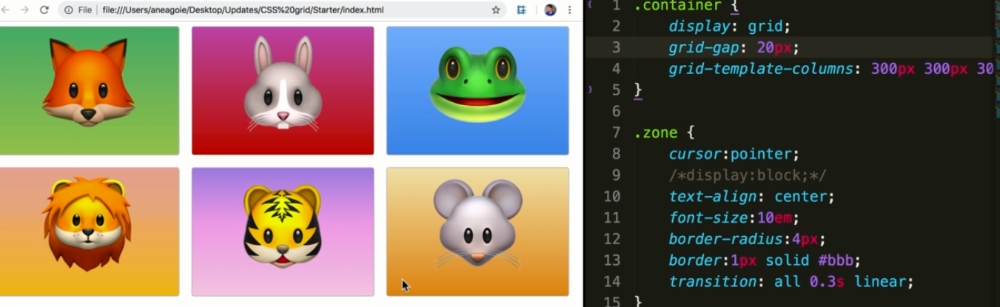 File | file:///Users/aneagoie/Desktop/Updates/CSS%20grid/Starter/index.html
1 .container {
2 display: grid;
3 grid-gap: 20px;
4 grid-template-columns: 300px 300px 30
5 }
6
7 .zone {
8 cursor:pointer;
9 /*display:block;*/
10 text-align: center;
11 font-size:10em;
12 border-radius:4px;
13 border:1px solid #bbb;
14 transition: all 0.3s linear;
15 }